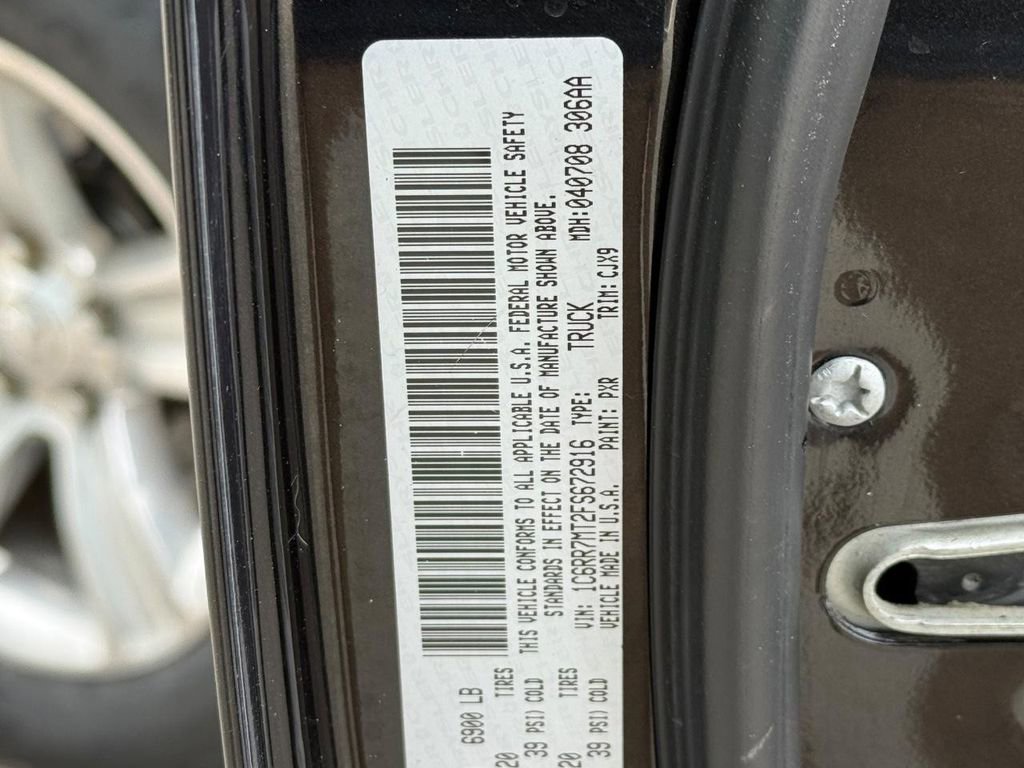 6900 LB
20 TIRES
39 PSI) COLD
20 TIRES
39 PSI) COLD
THIS VEHICLE CONFORMS TO ALL APPLICABLE U.S.A. FEDERAL MOTOR VEHICLE SAFETY
STANDARDS IN EFFECT ON THE DATE OF MANUFACTURE SHOWN ABOVE.
VIN: 1C6RR7MT2FS672916 TYPE: TRUCK MDH:040708 306AA
VEHICLE MADE IN U.S.A. PAINT: PXR TRIM: CJX9